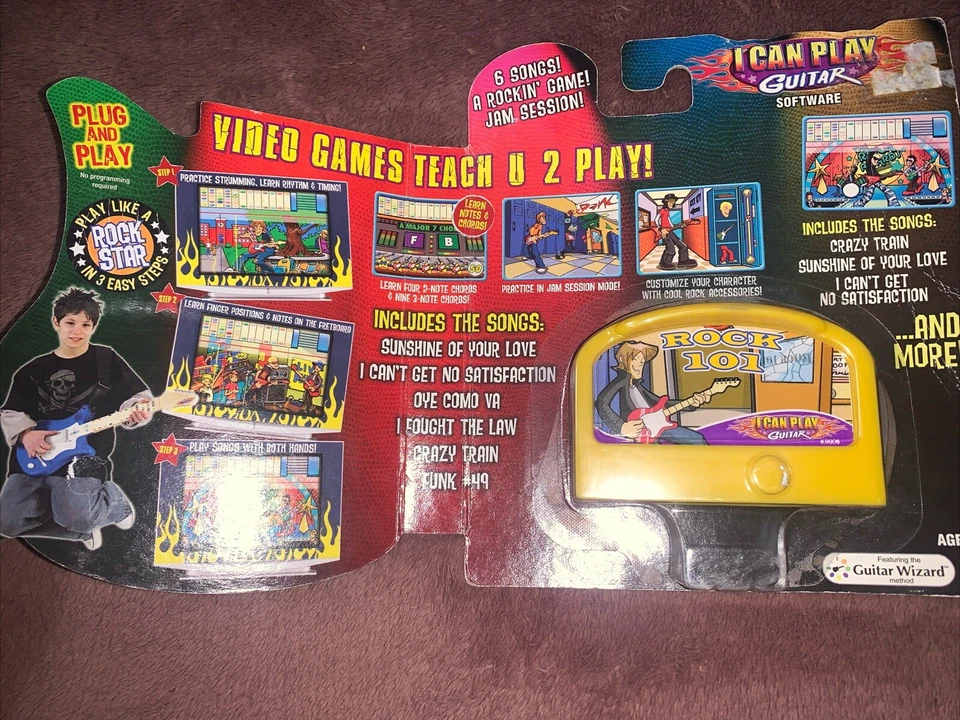 PLUG
AND
PLAY
No programming
required
PLAY LIKE A
ROCK
STAR
IN 3 EASY STEPS
VIDEO GAMES TEACH U 2 PLAY!
STEP 1
PRACTICE STRUMMING, LEARN RHYTHM & TIMING!
STEP 2
LEARN FINGER POSITIONS & NOTES ON THE FRETBOARD
STEP 3
PLAY SONGS WITH BOTH HANDS!
LEARN
NOTES &
CHORDS!
A MAJOR 7 CHO
F B
50
LEARN FOUR 2-NOTE CHORDS
& NINE 3-NOTE CHORDS!
PRACTICE IN JAM SESSION MODE!
CUSTOMIZE YOUR CHARACTER
WITH COOL ROCK ACCESSORIES!
INCLUDES THE SONGS:
SUNSHINE OF YOUR LOVE
I CAN'T GET NO SATISFACTION
OYE COMO VA
I FOUGHT THE LAW
CRAZY TRAIN
FUNK #49
6 SONGS!
A ROCKIN' GAME!
JAM SESSION!
I CAN PLAY
GUITAR
SOFTWARE
INCLUDES THE SONGS:
CRAZY TRAIN
SUNSHINE OF YOUR LOVE
I CAN'T GET
NO SATISFACTION
...AND
MORE!
ROCK
101
I CAN PLAY
GUITAR
AGE
Featuring the
Guitar Wizard™
method